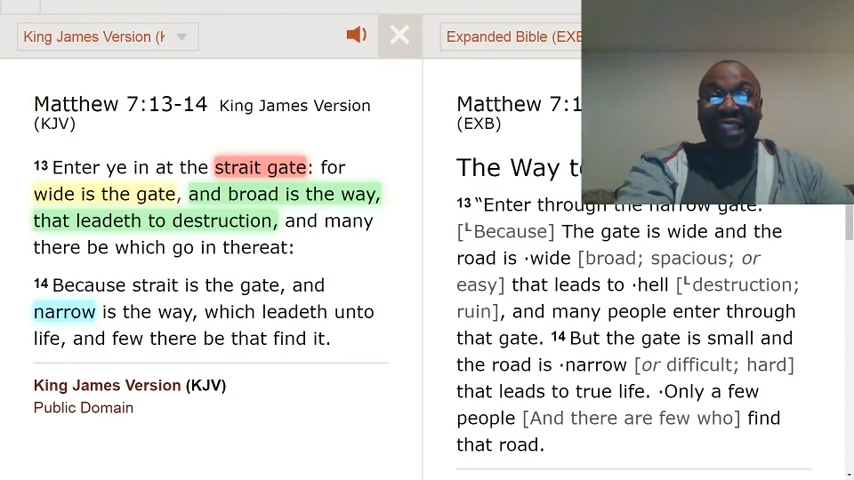 King James Version (K
Expanded Bible (EXB
Matthew 7:13-14 King James Version
(KJV)
13 Enter ye in at the strait gate: for
wide is the gate, and broad is the way,
that leadeth to destruction, and many
there be which go in thereat:
14 Because strait is the gate, and
narrow is the way, which leadeth unto
life, and few there be that find it.
King James Version (KJV)
Public Domain
Matthew 7:1
(EXB)
The Way to
13 “Enter through the narrow gate.
[LBecause] The gate is wide and the
road is ·wide [broad; spacious; or
easy] that leads to ·hell [Ldestruction;
ruin], and many people enter through
that gate. 14 But the gate is small and
the road is ·narrow [or difficult; hard]
that leads to true life. ·Only a few
people [And there are few who] find
that road.